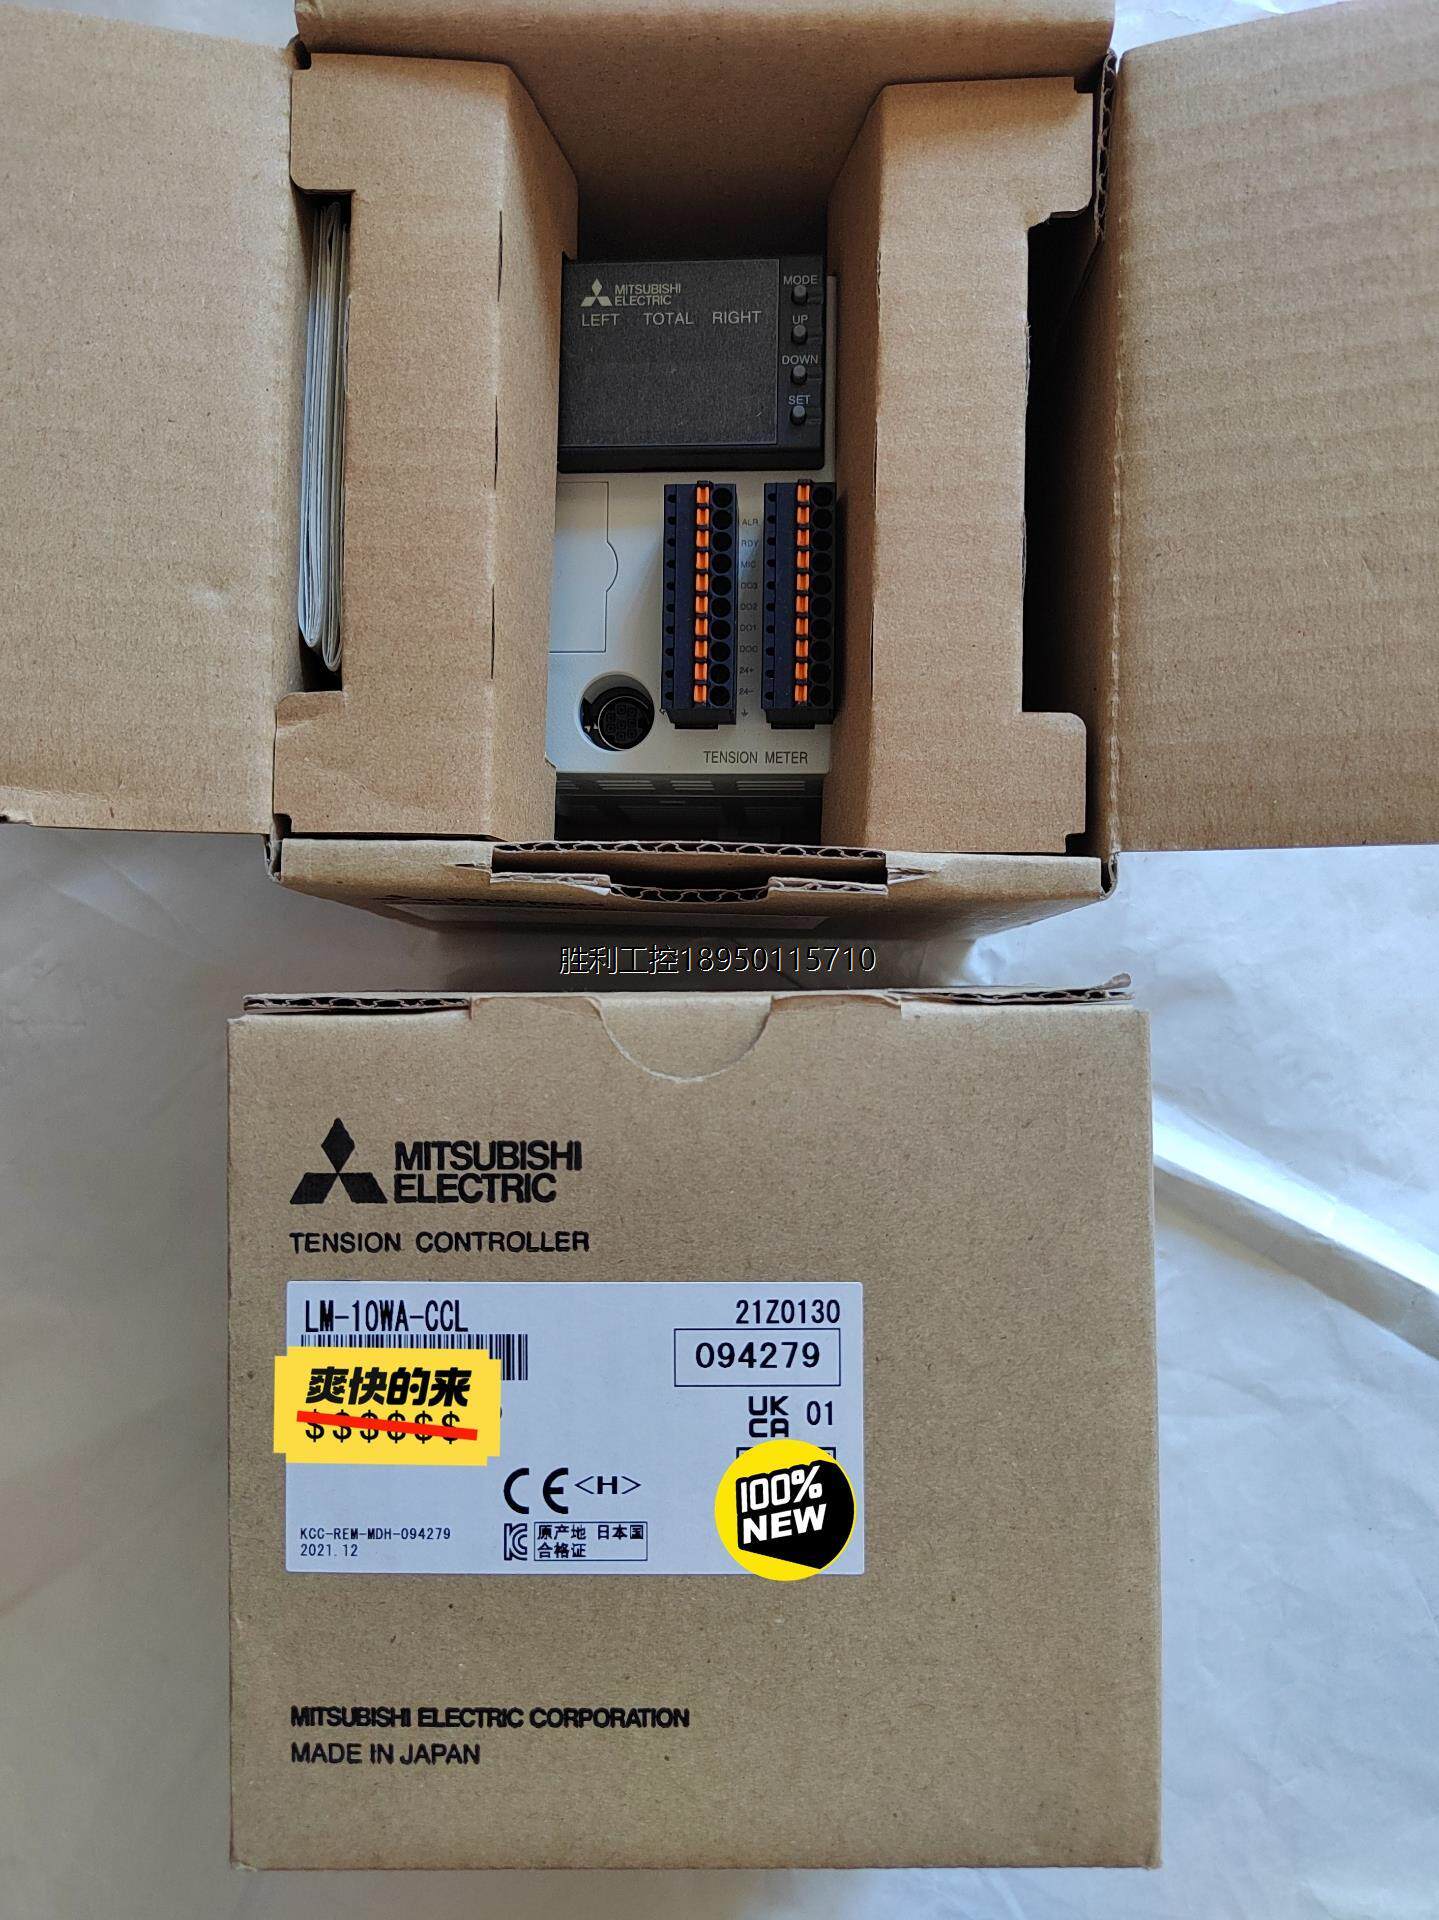 MITSUBISHI
ELECTRIC
LEFT TOTAL RIGHT
MODE
UP
DOWN
SET
ALR
RDY
MIC
DO3
DO2
DO1
DO0
24+
24-
TENSION METER
胜利工控18950115710
MITSUBISHI
ELECTRIC
TENSION CONTROLLER
LM-10WA-CCL
21Z0130
094279
爽快的来
$$$$$$
UK
CA 01
CE <H>
100%
NEW
KCC-REM-MDH-094279
2021.12
原产地 日本国
合格证
MITSUBISHI ELECTRIC CORPORATION
MADE IN JAPAN